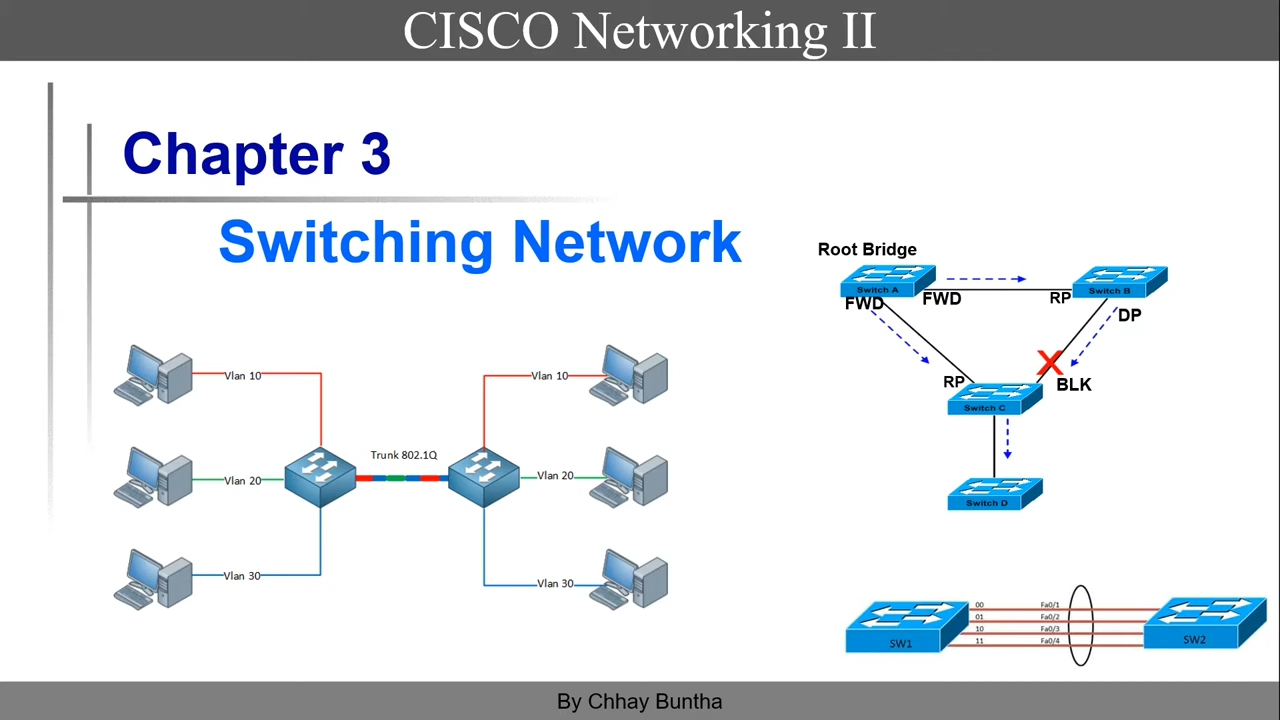 CISCO Networking II
Chapter 3
Switching Network
Vlan 10
Vlan 20
Vlan 30
Trunk 802.1Q
Vlan 10
Vlan 20
Vlan 30
Root Bridge
Switch A
Switch B
FWD
FWD
RP
DP
RP
BLK
Switch C
Switch D
00 Fa0/1
01 Fa0/2
10 Fa0/3
11 Fa0/4
SW1
SW2
By Chhay Buntha